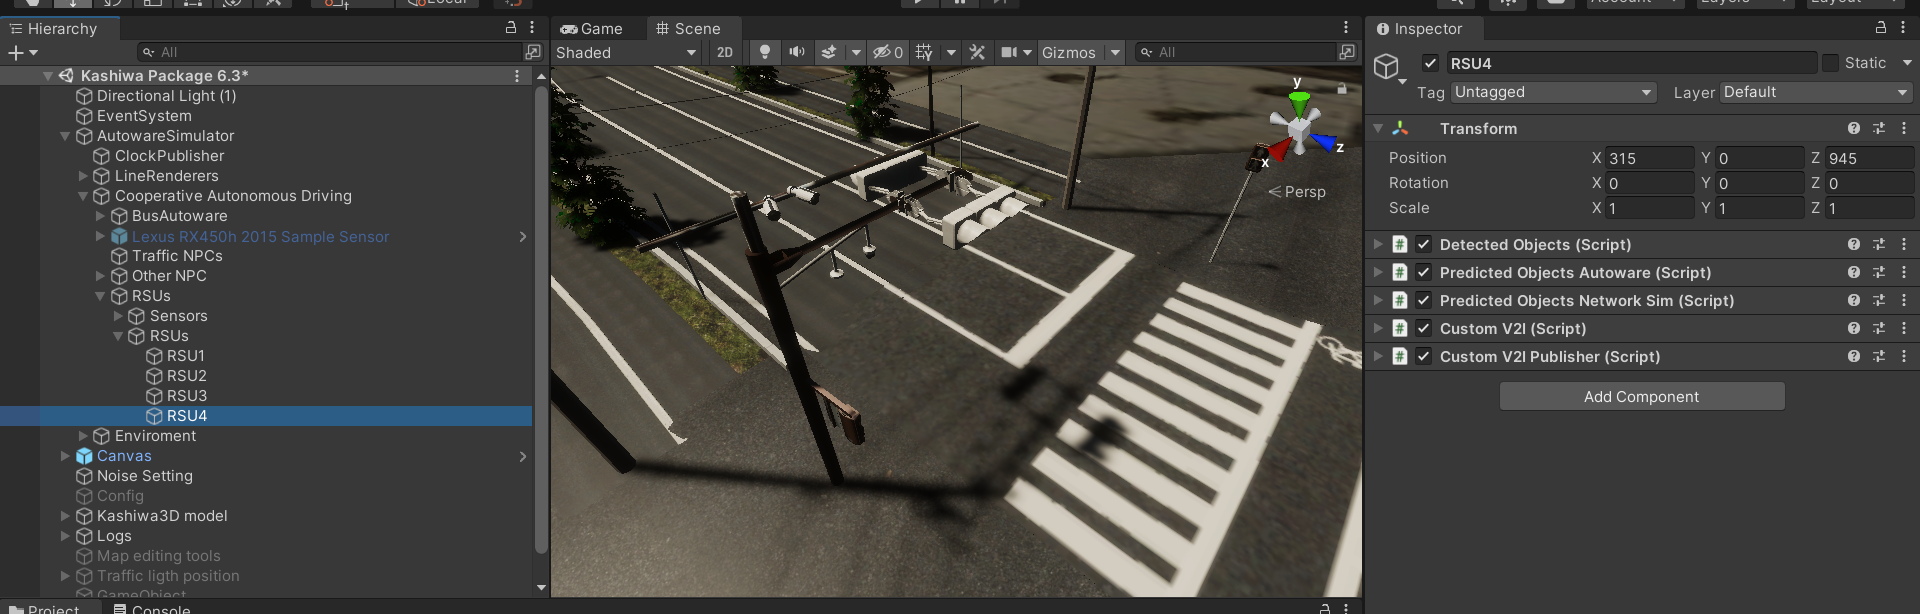 Local
Account
Layers
Layout
Hierarchy
All
Kashiwa Package 6.3*
Directional Light (1)
EventSystem
AutowareSimulator
ClockPublisher
LineRenderers
Cooperative Autonomous Driving
BusAutoware
Lexus RX450h 2015 Sample Sensor
Traffic NPCs
Other NPC
RSUs
Sensors
RSUs
RSU1
RSU2
RSU3
RSU4
Enviroment
Canvas
Noise Setting
Config
Kashiwa3D model
Logs
Map editing tools
Traffic ligth position
GameObject
Project
Console
Game
Scene
Shaded
2D
0
Gizmos
All
y
x
z
Persp
Inspector
RSU4
Static
Tag Untagged
Layer Default
Transform
Position X 315 Y 0 Z 945
Rotation X 0 Y 0 Z 0
Scale X 1 Y 1 Z 1
# Detected Objects (Script)
# Predicted Objects Autoware (Script)
# Predicted Objects Network Sim (Script)
# Custom V2I (Script)
# Custom V2I Publisher (Script)
Add Component